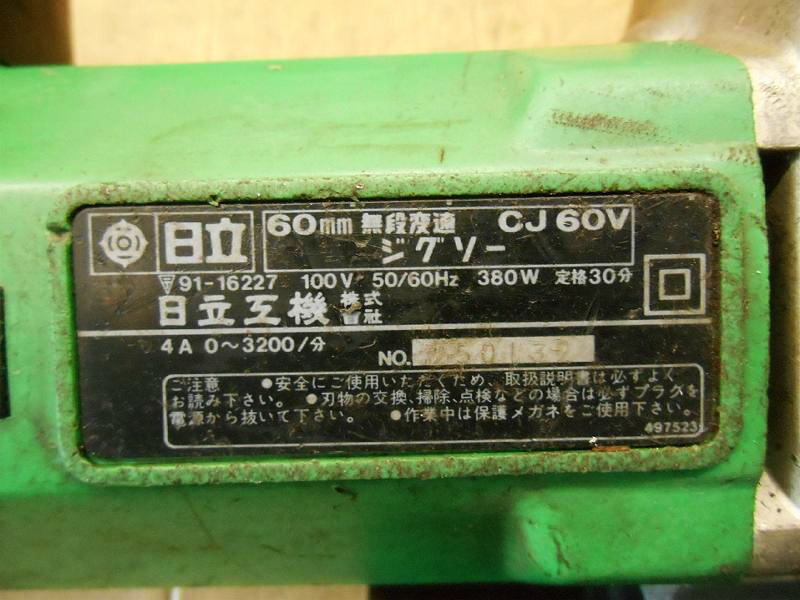 日立 60mm 無段変速 CJ 60V
ジグソー
91-16227 100V 50/60Hz 380W 定格30分
日立工機株式会社
4A 0〜3200/分
NO.
ご注意 ●安全にご使用いただくため、取扱説明書は必ずよく
お読み下さい。 ●刃物の交換、掃除、点検などの場合は必ずプラグを
電源から抜いて下さい。 ●作業中は保護メガネをご使用下さい。
497523